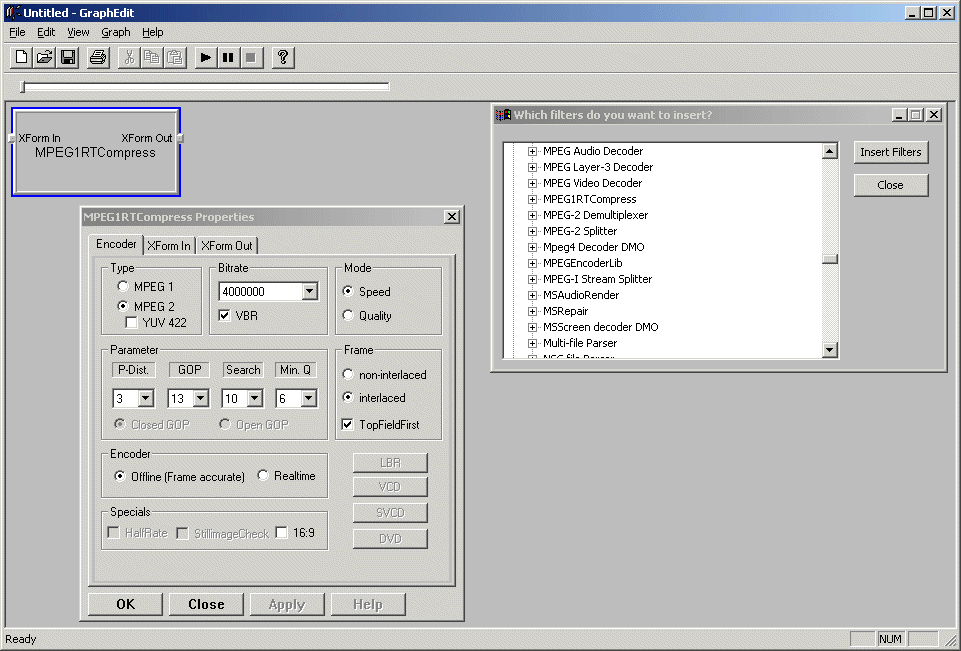 Untitled - GraphEdit
File Edit View Graph Help
XForm In XForm Out
MPEG1RTCompress
Which filters do you want to insert?
MPEG Audio Decoder
MPEG Layer-3 Decoder
MPEG Video Decoder
MPEG1RTCompress
MPEG-2 Demultiplexer
MPEG-2 Splitter
Mpeg4 Decoder DMO
MPEGEncoderLib
MPEG-I Stream Splitter
MSAudioRender
MSRepair
MSScreen decoder DMO
Multi-file Parser
Insert Filters
Close
MPEG1RTCompress Properties
Encoder XForm In XForm Out
Type
MPEG 1
MPEG 2
YUV 422
Bitrate
4000000
VBR
Mode
Speed
Quality
Parameter
P-Dist. GOP Search Min. Q
3 13 10 6
Closed GOP Open GOP
Frame
non-interlaced
interlaced
TopFieldFirst
Encoder
Offline (Frame accurate) Realtime
Specials
HalfRate StillimageCheck 16:9
LBR
VCD
SVCD
DVD
OK Close Apply Help
Ready NUM